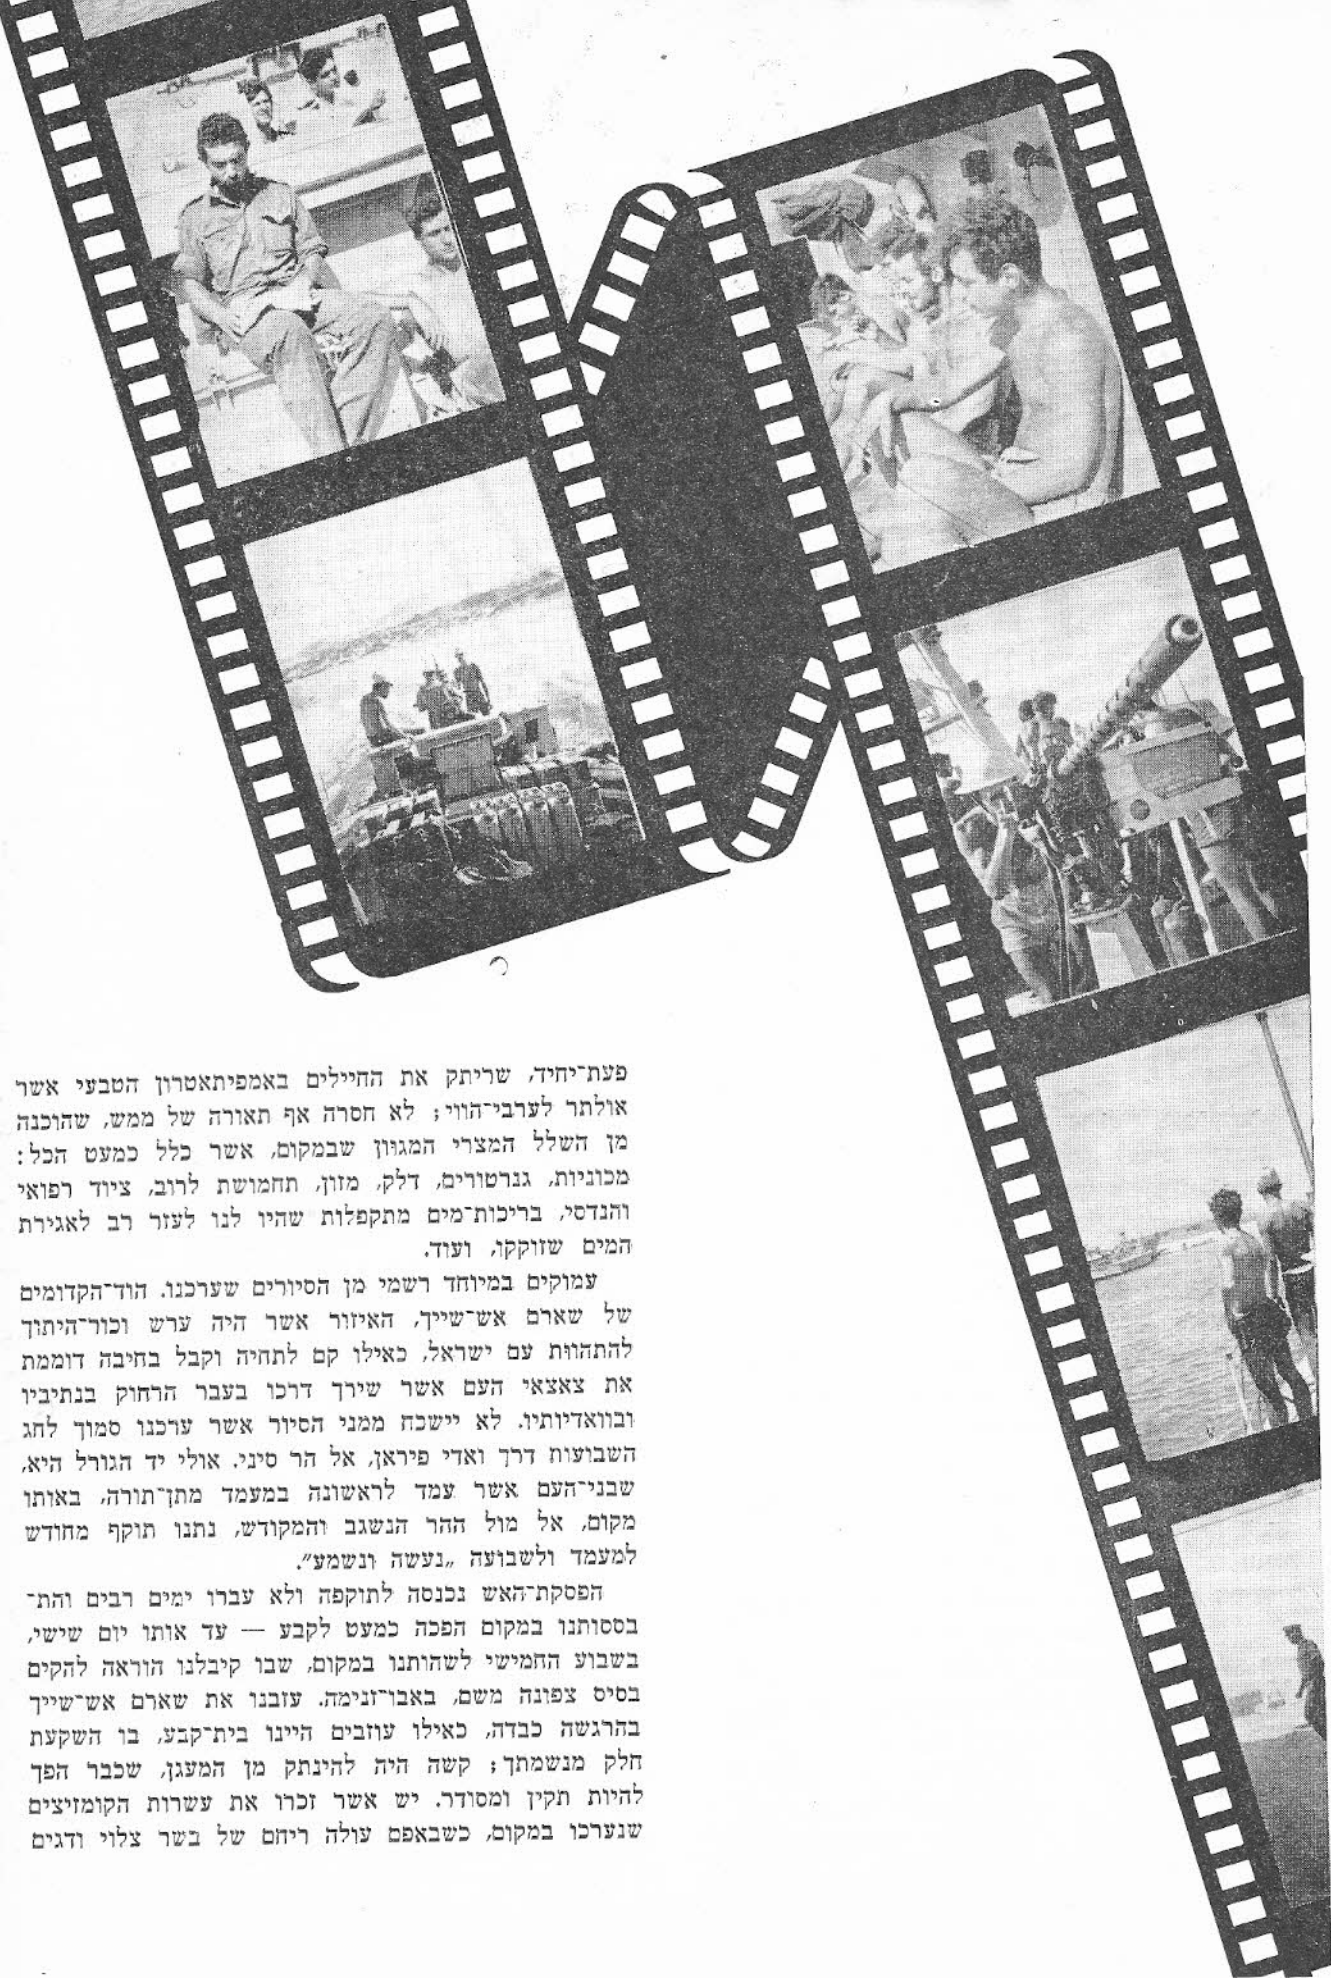 פעת־יחיד, שריתק את החיילים באמפיתאטרון הטבעי אשר
אולתר לערבי־הווי; לא חסרה אף תאורה של ממש, שהוכנה
מן השלל המצרי המגוון שבמקום, אשר כלל כמעט הכל:
מכוניות, גנרטורים, דלק, מזון, תחמושת לרוב, ציוד רפואי
והנדסי, בריכות־מים מתקפלות שהיו לנו לעזר רב לאגירת
המים שזוקקו, ועוד.
עמוקים במיוחד רשמי מן הסיורים שערכנו. הוד־הקדומים
של שארם אש־שייך, האיזור אשר היה ערש וכור־היתוך
להתהוות עם ישראל, כאילו קם לתחיה וקבל בחיבה דוממת
את צאצאי העם אשר שירך דרכו בעבר הרחוק בנתיביו
ובוואדיותיו. לא יישכח ממני הסיור אשר ערכנו סמוך לחג
השבועות דרך ואדי פיראן, אל הר סיני. אולי יד הגורל היא,
שבני־העם אשר עמד לראשונה במעמד מתן־תורה, באותו
מקום, אל מול ההר הנשגב והמקודש, נתנו תוקף מחודש
למעמד ולשבועה „נעשה ונשמע”.
הפסקת־האש נכנסה לתוקפה ולא עברו ימים רבים והת־
בססותנו במקום הפכה כמעט לקבע — עד אותו יום שישי,
בשבוע החמישי לשהותנו במקום, שבו קיבלנו הוראה להקים
בסיס צפונה משם, באבו־זנימה. עזבנו את שארם אש־שייך
בהרגשה כבדה, כאילו עוזבים היינו בית־קבע, בו השקעת
חלק מנשמתך; קשה היה להינתק מן המעגן, שכבר הפך
להיות תקין ומסודר. יש אשר זכרו את עשרות הקומזיצים
שנערכו במקום, כשבאפם עולה ריחם של בשר צלוי ודגים